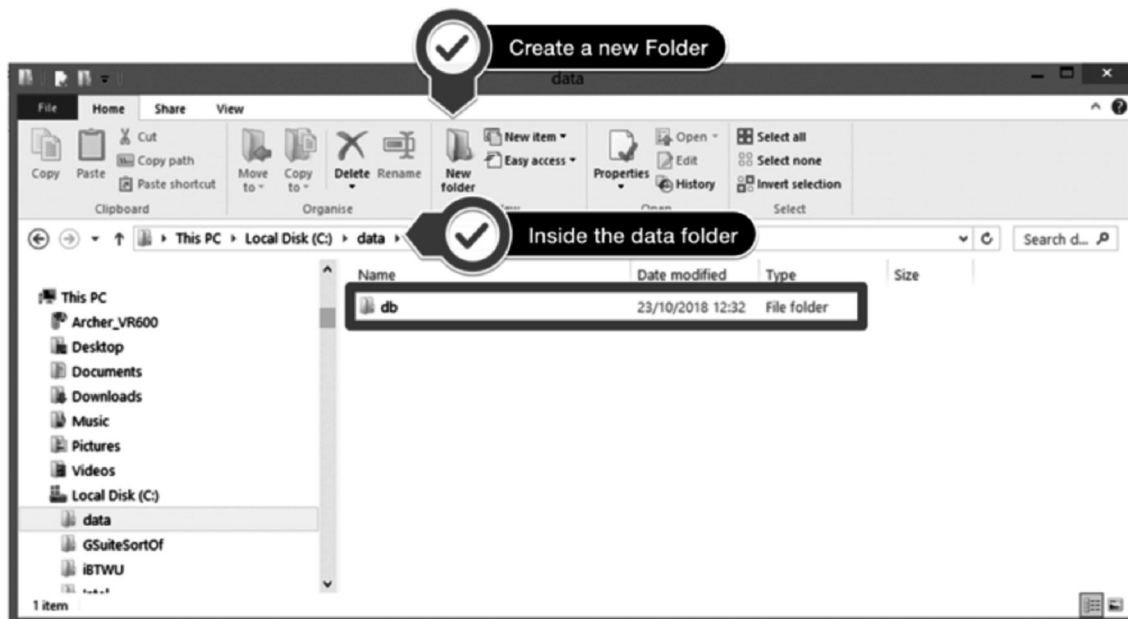 Create a new Folder
data
File Home Share View
Copy
Paste
Cut
Copy path
Paste shortcut
Clipboard
Move to
Copy to
Delete
Rename
Organise
New folder
New item
Easy access
Properties
Open
Edit
History
Select all
Select none
Invert selection
Select
This PC Local Disk (C:) data
Inside the data folder
Search d...
Name Date modified Type Size
db 23/10/2018 12:32 File folder
This PC
Archer_VR600
Desktop
Documents
Downloads
Music
Pictures
Videos
Local Disk (C:)
data
GSuiteSortOf
iBTWU
1 item